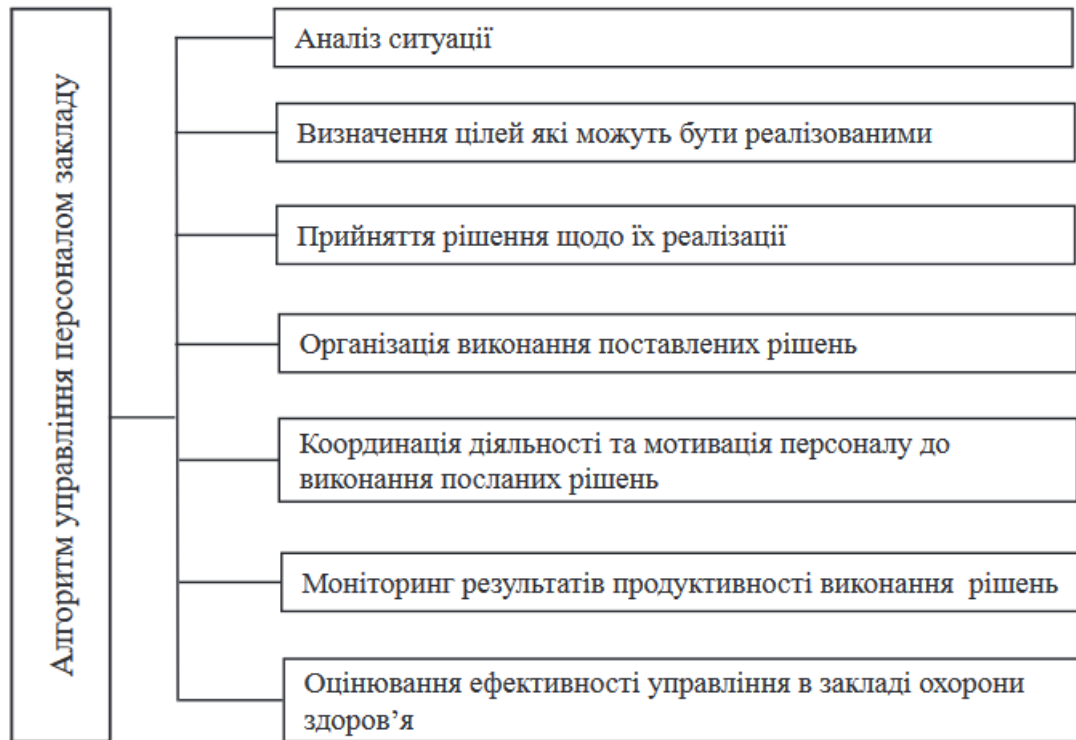 Алгоритм управління персоналом закладу
Аналіз ситуації
Визначення цілей які можуть бути реалізованими
Прийняття рішення щодо їх реалізації
Організація виконання поставлених рішень
Координація діяльності та мотивація персоналу до
виконання посланих рішень
Моніторинг результатів продуктивності виконання рішень
Оцінювання ефективності управління в закладі охорони
здоров’я